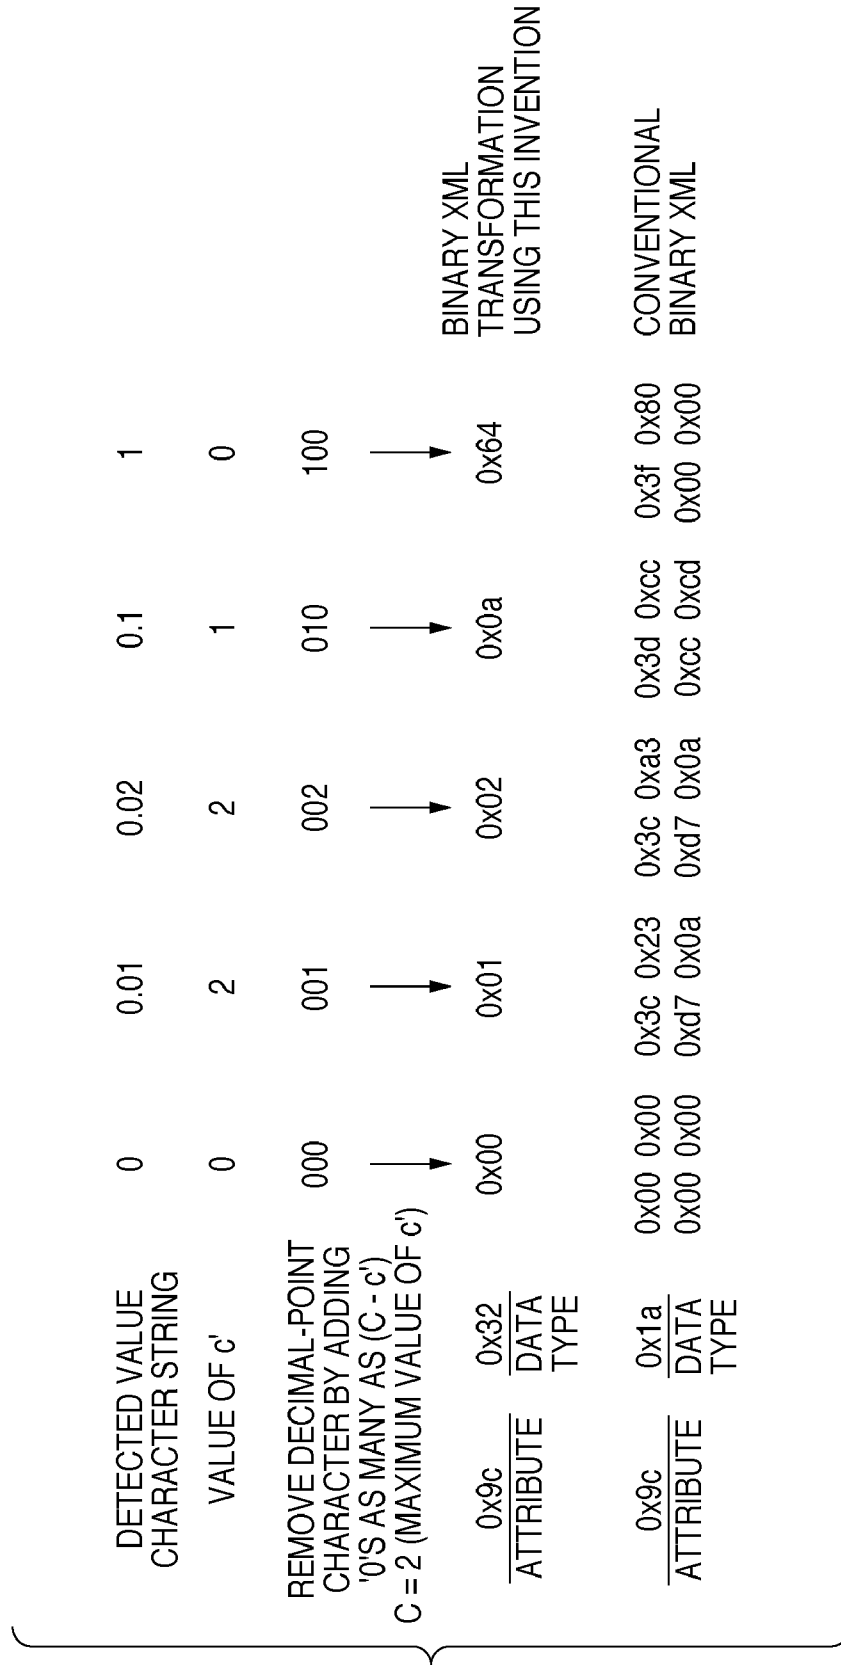 DETECTED VALUE
CHARACTER STRING
0 0.01 0.02 0.1 1
VALUE OF c' 0 2 2 1 0
REMOVE DECIMAL-POINT
CHARACTER BY ADDING
'0'S AS MANY AS (C - c')
C = 2 (MAXIMUM VALUE OF c')
000 001 002 010 100
0x9c 0x32 0x00 0x01 0x02 0x0a 0x64
ATTRIBUTE DATA
TYPE
BINARY XML
TRANSFORMATION
USING THIS INVENTION
0x9c 0x1a 0x00 0x00 0x3c 0x23 0x3c 0xa3 0x3d 0xcc 0x3f 0x80 CONVENTIONAL
ATTRIBUTE DATA 0x00 0x00 0xd7 0x0a 0xd7 0x0a 0xcc 0xcd 0x00 0x00 BINARY XML
TYPE